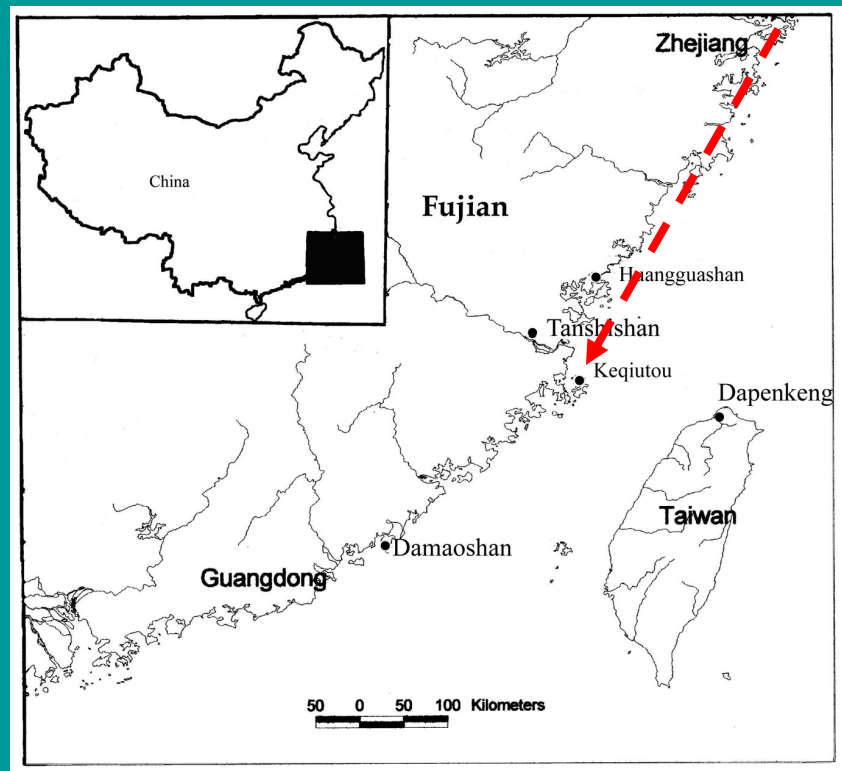 Zhejiang
China
Fujian
Huangguashan
Tanshishan
Keqiutou
Dapenkeng
Taiwan
Damaoshan
Guangdong
50 0 50 100 Kilometers